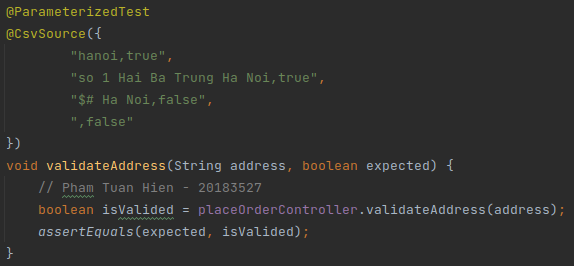 @ParameterizedTest
@CsvSource({
        "hanoi,true",
        "so 1 Hai Ba Trung Ha Noi,true",
        "$# Ha Noi,false",
        ",false"
})
void validateAddress(String address, boolean expected) {
    // Pham Tuan Hien - 20183527
    boolean isValided = placeOrderController.validateAddress(address);
    assertEquals(expected, isValided);
}